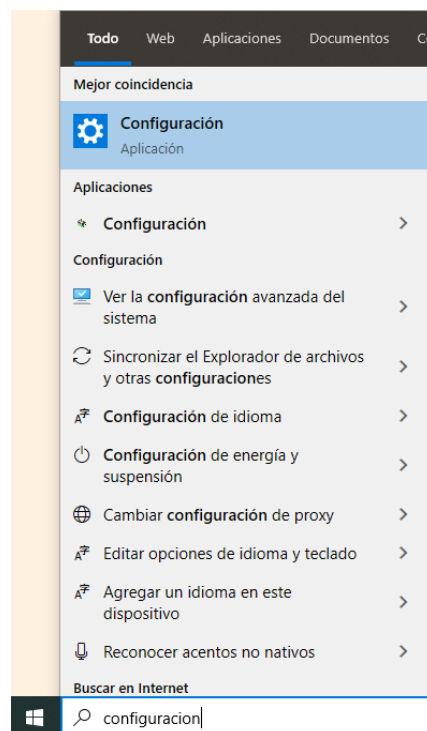 Todo Web Aplicaciones Documentos
Mejor coincidencia
Configuración
Aplicación
Aplicaciones
Configuración
Configuración
Ver la configuración avanzada del
sistema
Sincronizar el Explorador de archivos
y otras configuraciones
Configuración de idioma
Configuración de energía y
suspensión
Cambiar configuración de proxy
Editar opciones de idioma y teclado
Agregar un idioma en este
dispositivo
Reconocer acentos no nativos
Buscar en Internet
configuracion